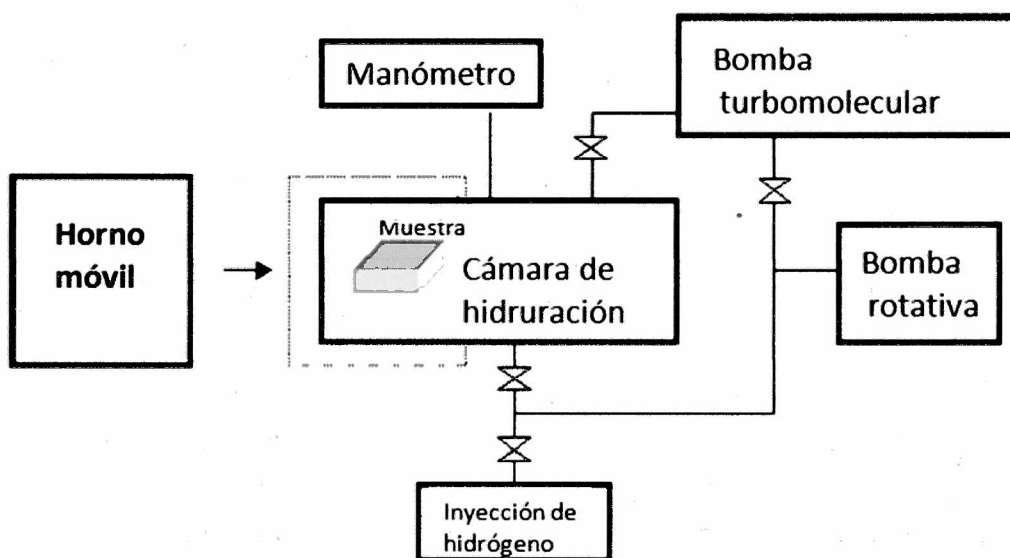 Manómetro
Bomba
turbomolecular
Horno
móvil
Muestra
Cámara de
hidruración
Bomba
rotativa
Inyección de
hidrógeno